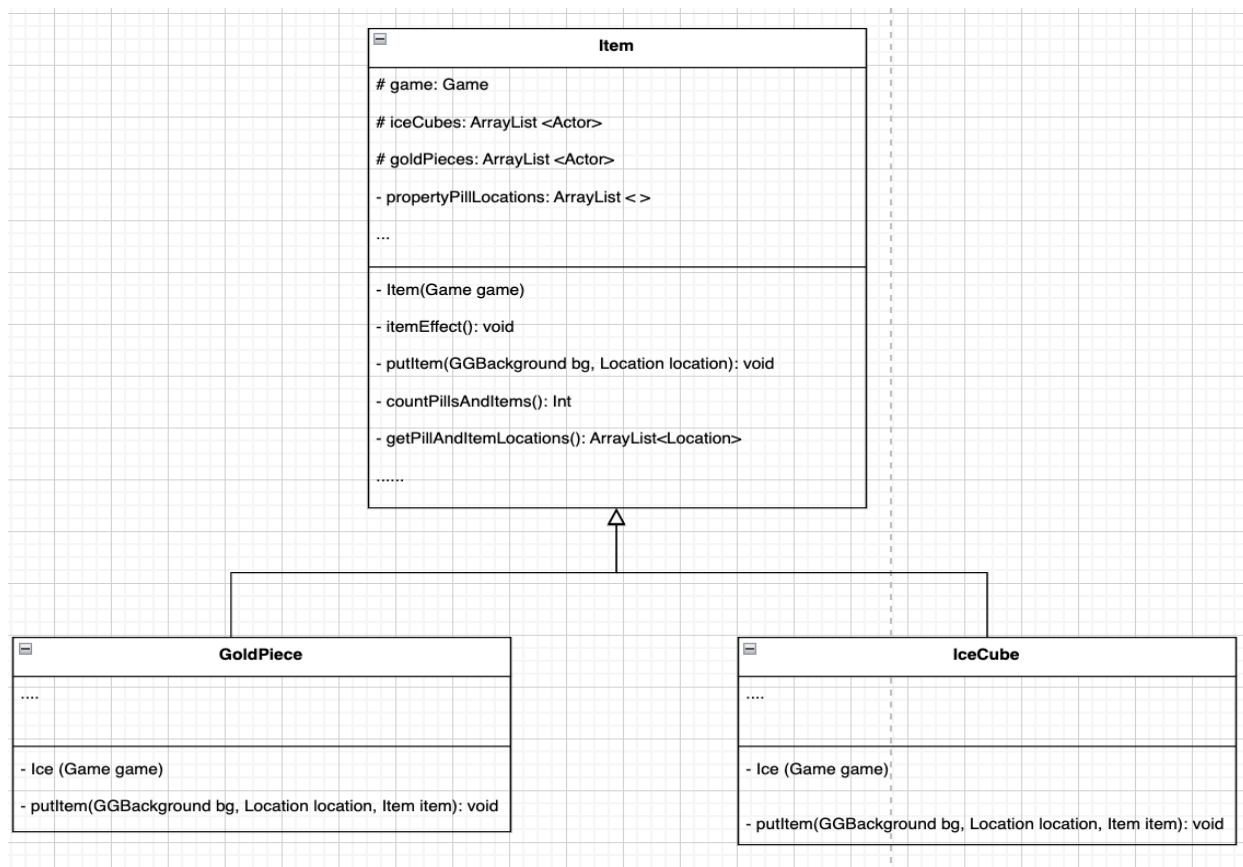 Item
# game: Game
# iceCubes: ArrayList <Actor>
# goldPieces: ArrayList <Actor>
- propertyPillLocations: ArrayList < >
...
- Item(Game game)
- itemEffect(): void
- putItem(GGBackground bg, Location location): void
- countPillsAndItems(): Int
- getPillAndItemLocations(): ArrayList<Location>
......
GoldPiece
....
- Ice (Game game)
- putItem(GGBackground bg, Location location, Item item): void
IceCube
....
- Ice (Game game)
- putItem(GGBackground bg, Location location, Item item): void